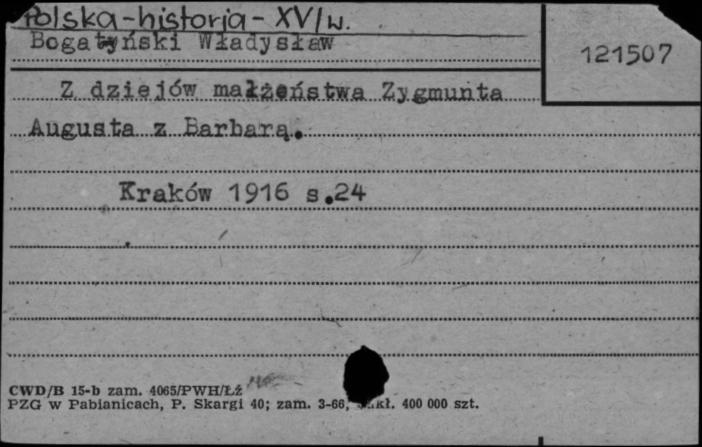 Polska-historia-XVIw.
Bogatyński Władysław
121507
Z dziejów małżeństwa Zygmunta
Augusta z Barbarą.
Kraków 1916 s.24
CWD/B 15-b zam. 4065/PWH/Łź
PZG w Pabianicach, P. Skargi 40; zam. 3-66, 400 000 szt.